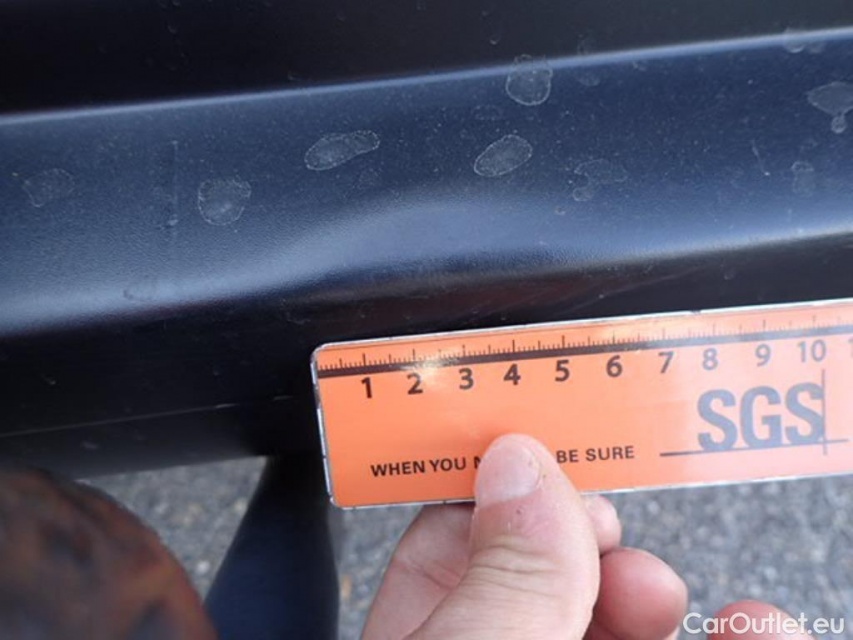 1 2 3 4 5 6 7 8 9 10
SGS
WHEN YOU BE SURE
CarOutlet.eu